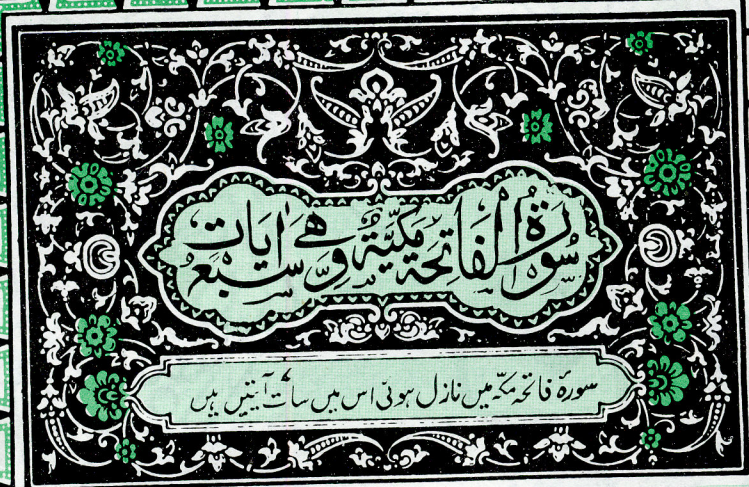 سُوْرَةُ الْفَاتِحَةِ مَكِّيَّةٌ وَّهِيَ سَبْعُ اٰيَاتٍ
سورۂ فاتحہ مکہ میں نازل ہوئی اس میں سات آیتیں ہیں